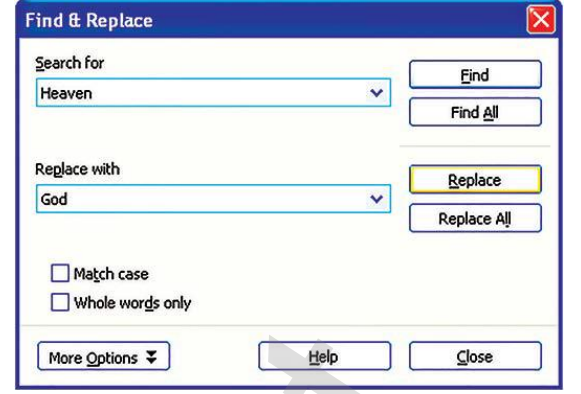 Find & Replace
Search for
Heaven
Find
Find All
Replace with
God
Replace
Replace All
Match case
Whole words only
More Options
Help
Close